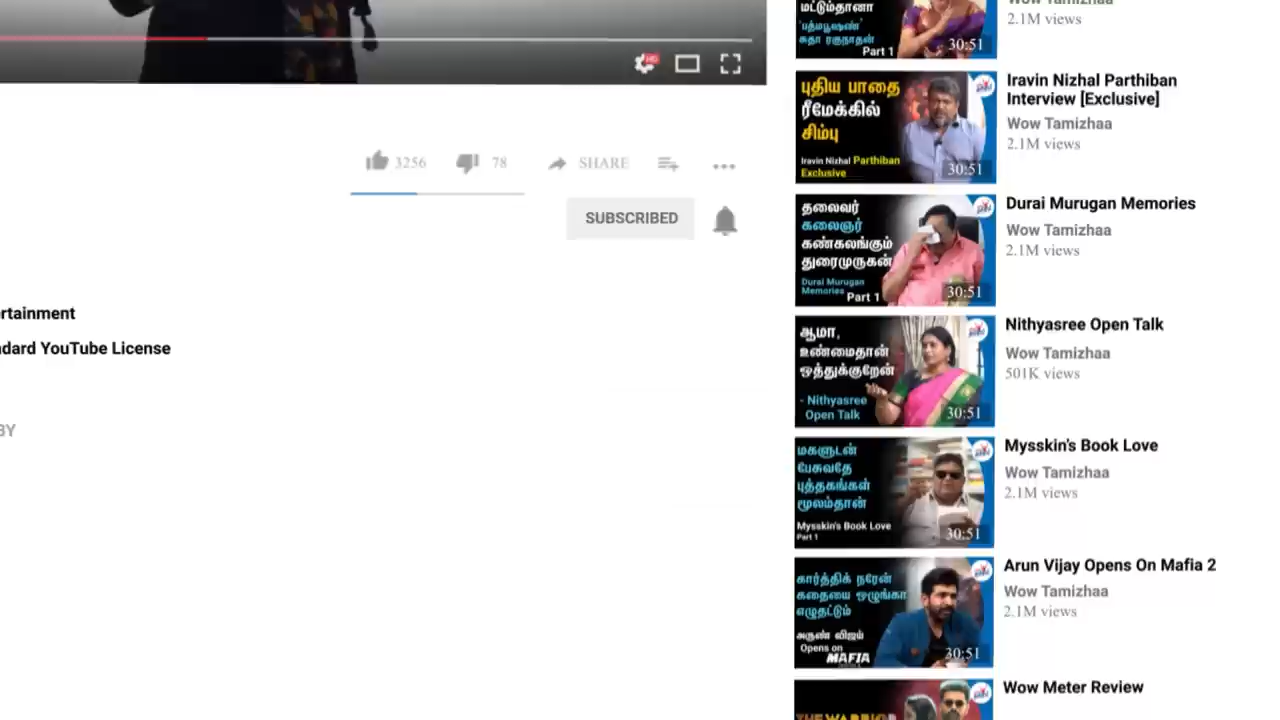 3256
78
SHARE
SUBSCRIBED
rtainment
dard YouTube License
BY
மட்டும்தானா
'பத்மபூஷண்'
சுதா ரகுநாதன்
Part 1
30:51
Wow Tamizhaa
2.1M views
புதிய பாதை
ரீமேக்கில்
சிம்பு
Iravin Nizhal Parthiban
Exclusive
30:51
Iravin Nizhal Parthiban
Interview [Exclusive]
Wow Tamizhaa
2.1M views
தலைவர்
கலைஞர்
கண்கலங்கும்
துரைமுருகன்
Durai Murugan
Memories Part 1
30:51
Durai Murugan Memories
Wow Tamizhaa
2.1M views
ஆமா,
உண்மைதான்
ஒத்துக்குறேன்
- Nithyasree
Open Talk
30:51
Nithyasree Open Talk
Wow Tamizhaa
501K views
மகளுடன்
பேசுவதே
புத்தகங்கள்
மூலம்தான்
Mysskin's Book Love
Part 1
30:51
Mysskin's Book Love
Wow Tamizhaa
2.1M views
கார்த்திக் நரேன்
கதையை ஒழுங்கா
எழுதட்டும்
அருண் விஜய்
Opens on
MAFIA
30:51
Arun Vijay Opens On Mafia 2
Wow Tamizhaa
2.1M views
THE WARRIOR
Wow Meter Review